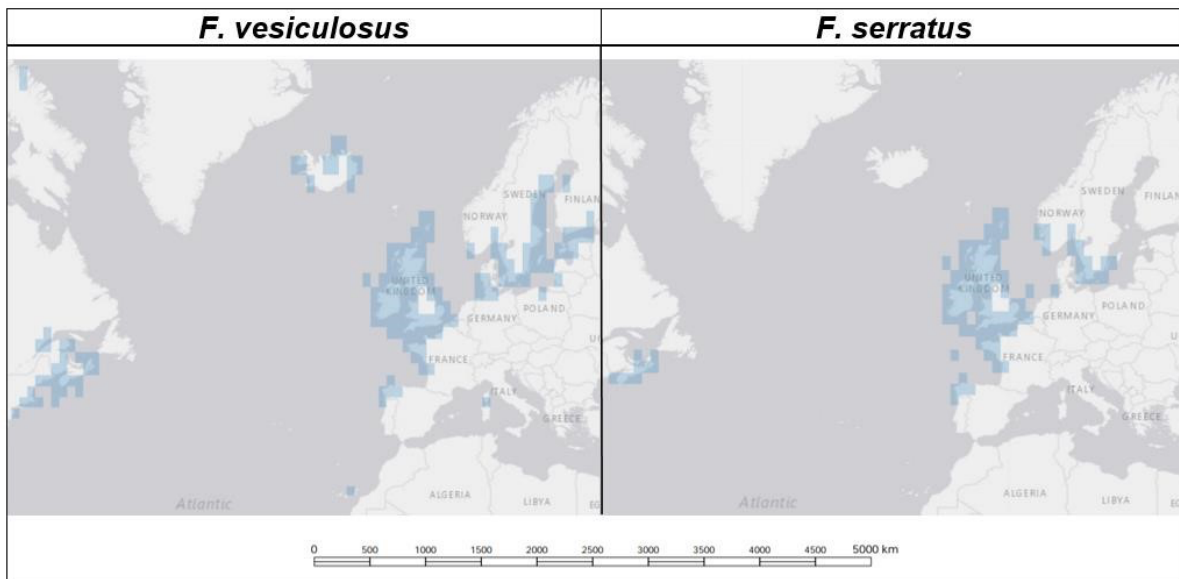 F. vesiculosus
F. serratus
SWEDEN
FINLAN
NORWAY
UNITED
KINGDOM
POLAND
GERMANY
U
FRANCE
ITALY
GREECE
ALGERIA
LIBYA
E
Atlantic
SWEDEN
FINLAN
NORWAY
UNITED
KINGDOM
POLAND
GERMANY
U
FRANCE
ITALY
GREECE
ALGERIA
LIBYA
EG
Atlantic
0 500 1000 1500 2000 2500 3000 3500 4000 4500 5000 km